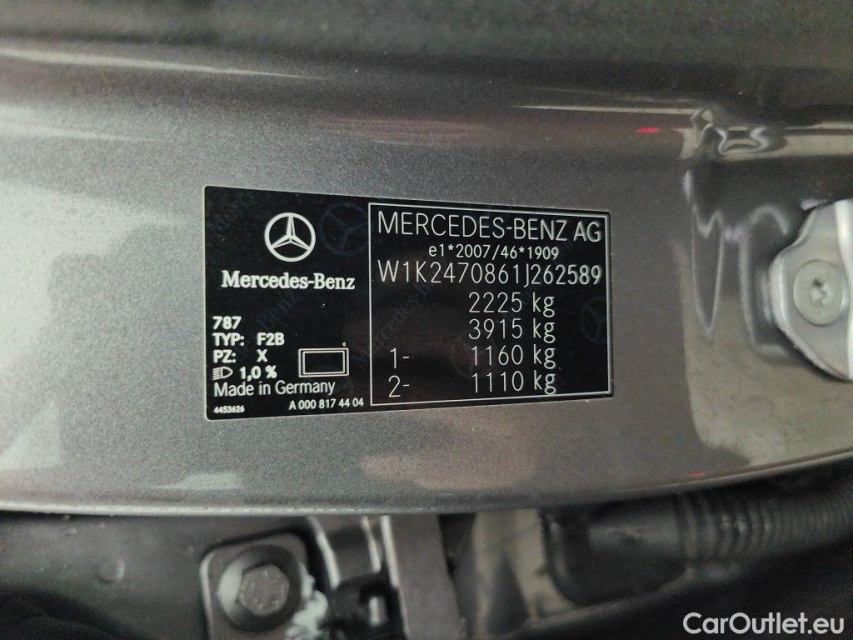 Mercedes-Benz
787
TYP: F2B
PZ: X
1,0 %
Made in Germany
4453626
A 000 817 44 04
MERCEDES-BENZ AG
e1*2007/46*1909
W1K2470861J262589
2225 kg
3915 kg
1- 1160 kg
2- 1110 kg
CarOutlet.eu